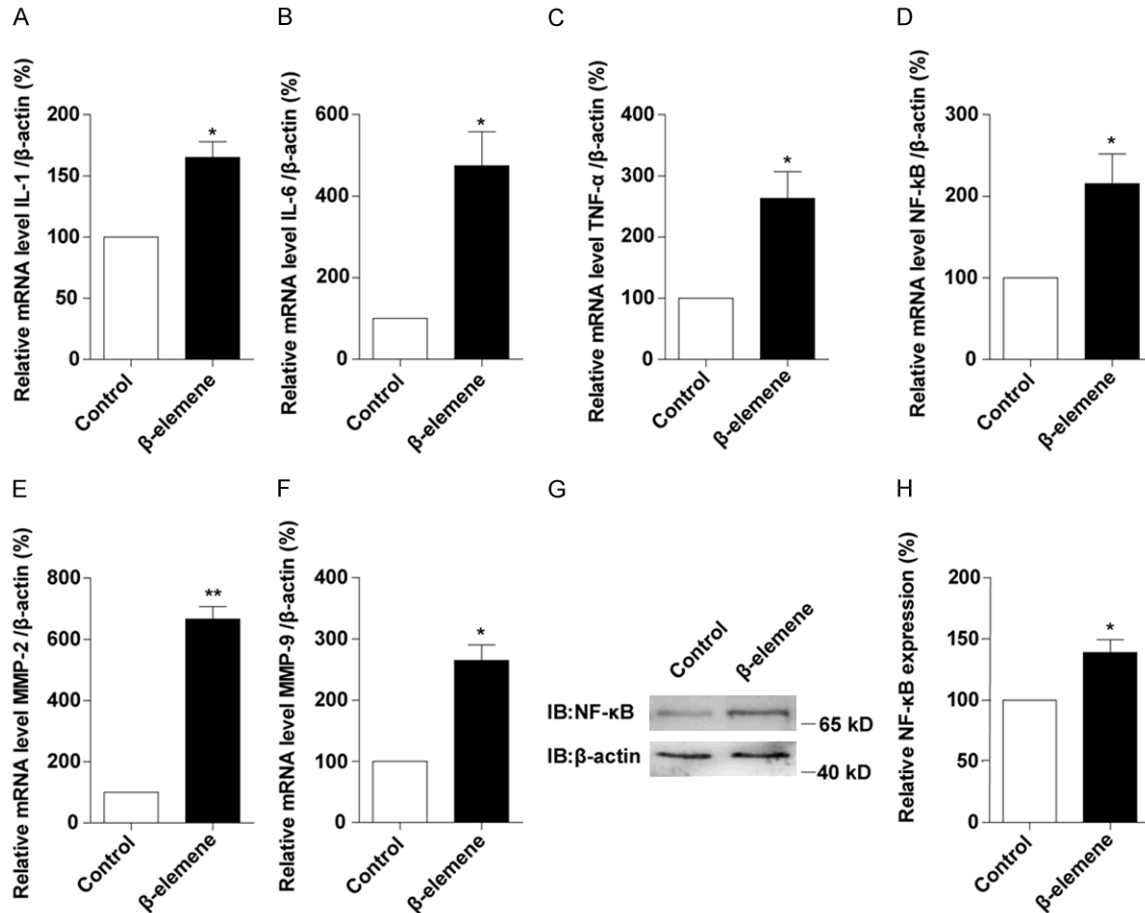 A
Relative mRNA level IL-1 /β-actin (%)
200
150
100
50
0
*
Control
β-elemene
B
Relative mRNA level IL-6 /β-actin (%)
600
400
200
0
*
Control
β-elemene
C
Relative mRNA level TNF-α /β-actin (%)
400
300
200
100
0
*
Control
β-elemene
D
Relative mRNA level NF-kB /β-actin (%)
300
200
100
0
*
Control
β-elemene
E
Relative mRNA level MMP-2 /β-actin (%)
800
600
400
200
0
**
Control
β-elemene
F
Relative mRNA level MMP-9 /β-actin (%)
400
300
200
100
0
*
Control
β-elemene
G
Control
β-elemene
IB:NF-κB
65 kD
IB:β-actin
40 kD
H
Relative NF-κB expression (%)
200
150
100
50
0
*
Control
β-elemene